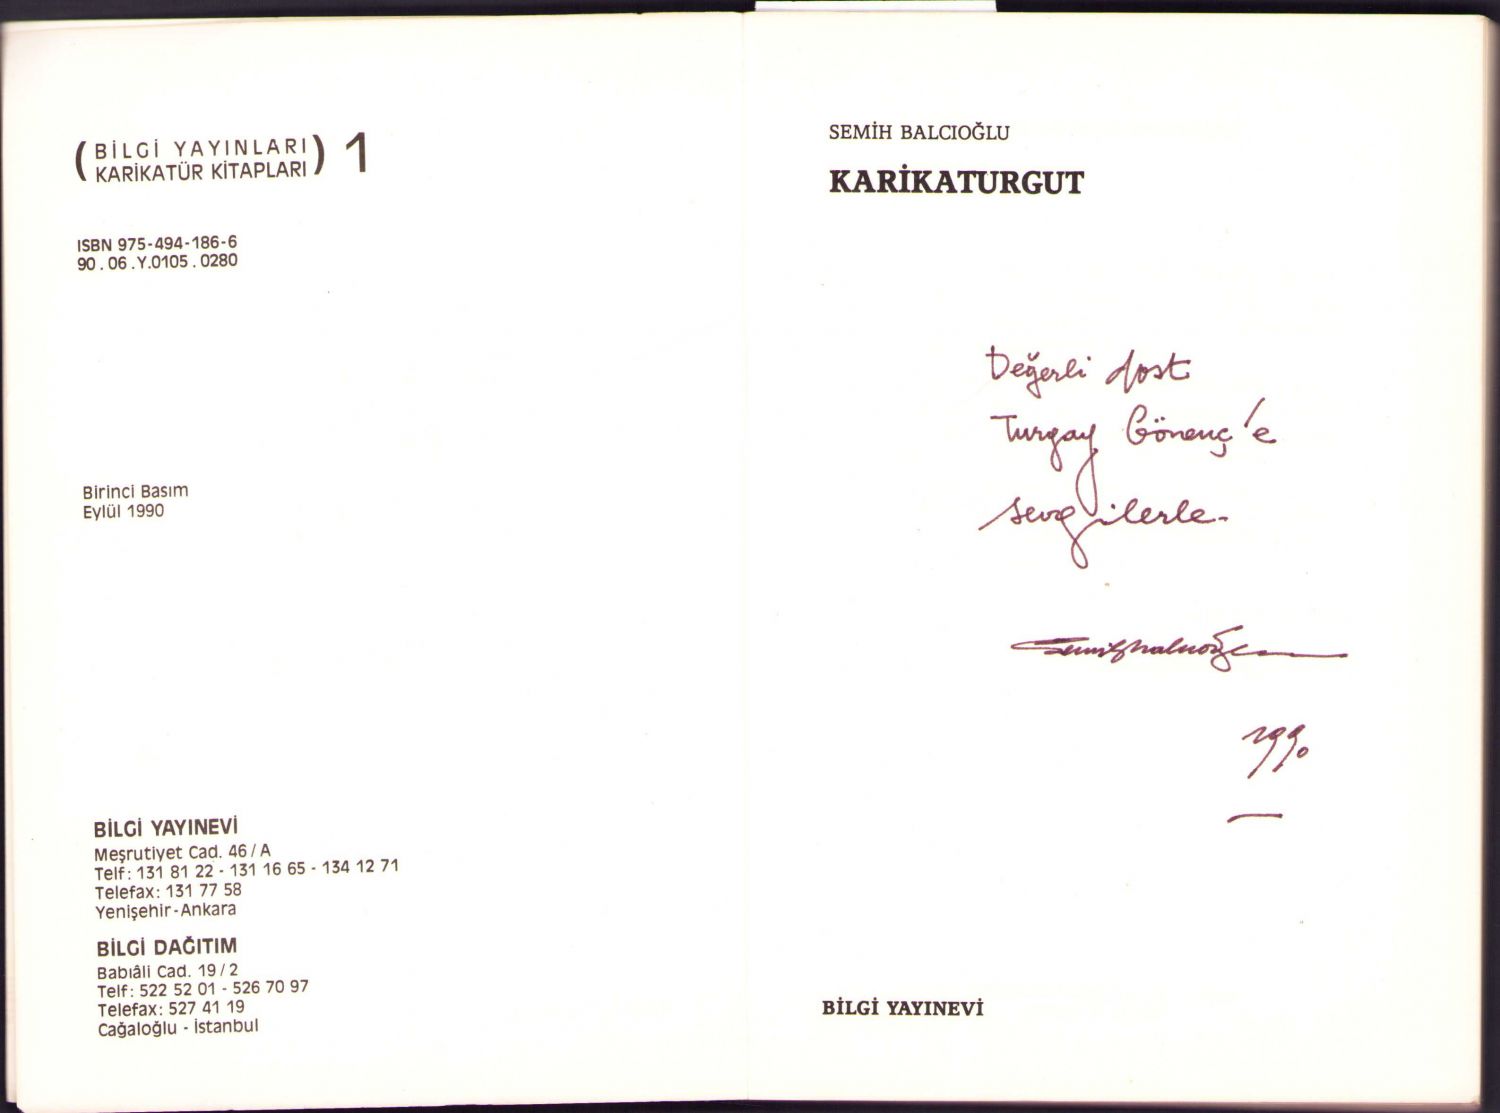 ( BİLGİ YAYINLARI ) 1
KARİKATÜR KİTAPLARI
ISBN 975-494-186-6
90.06.Y.0105.0280
Birinci Basım
Eylül 1990
BİLGİ YAYINEVİ
Meşrutiyet Cad. 46/A
Telf: 131 81 22 - 131 16 65 - 134 12 71
Telefax: 131 77 58
Yenişehir-Ankara
BİLGİ DAĞITIM
Babıâli Cad. 19/2
Telf: 522 52 01 - 526 70 97
Telefax: 527 41 19
Cağaloğlu - İstanbul
SEMİH BALCIOĞLU
KARİKATURGUT
Değerli dost
Turgay Gönenç'e
sevgilerle.
Semih Balcıoğlu
1990
BİLGİ YAYINEVİ